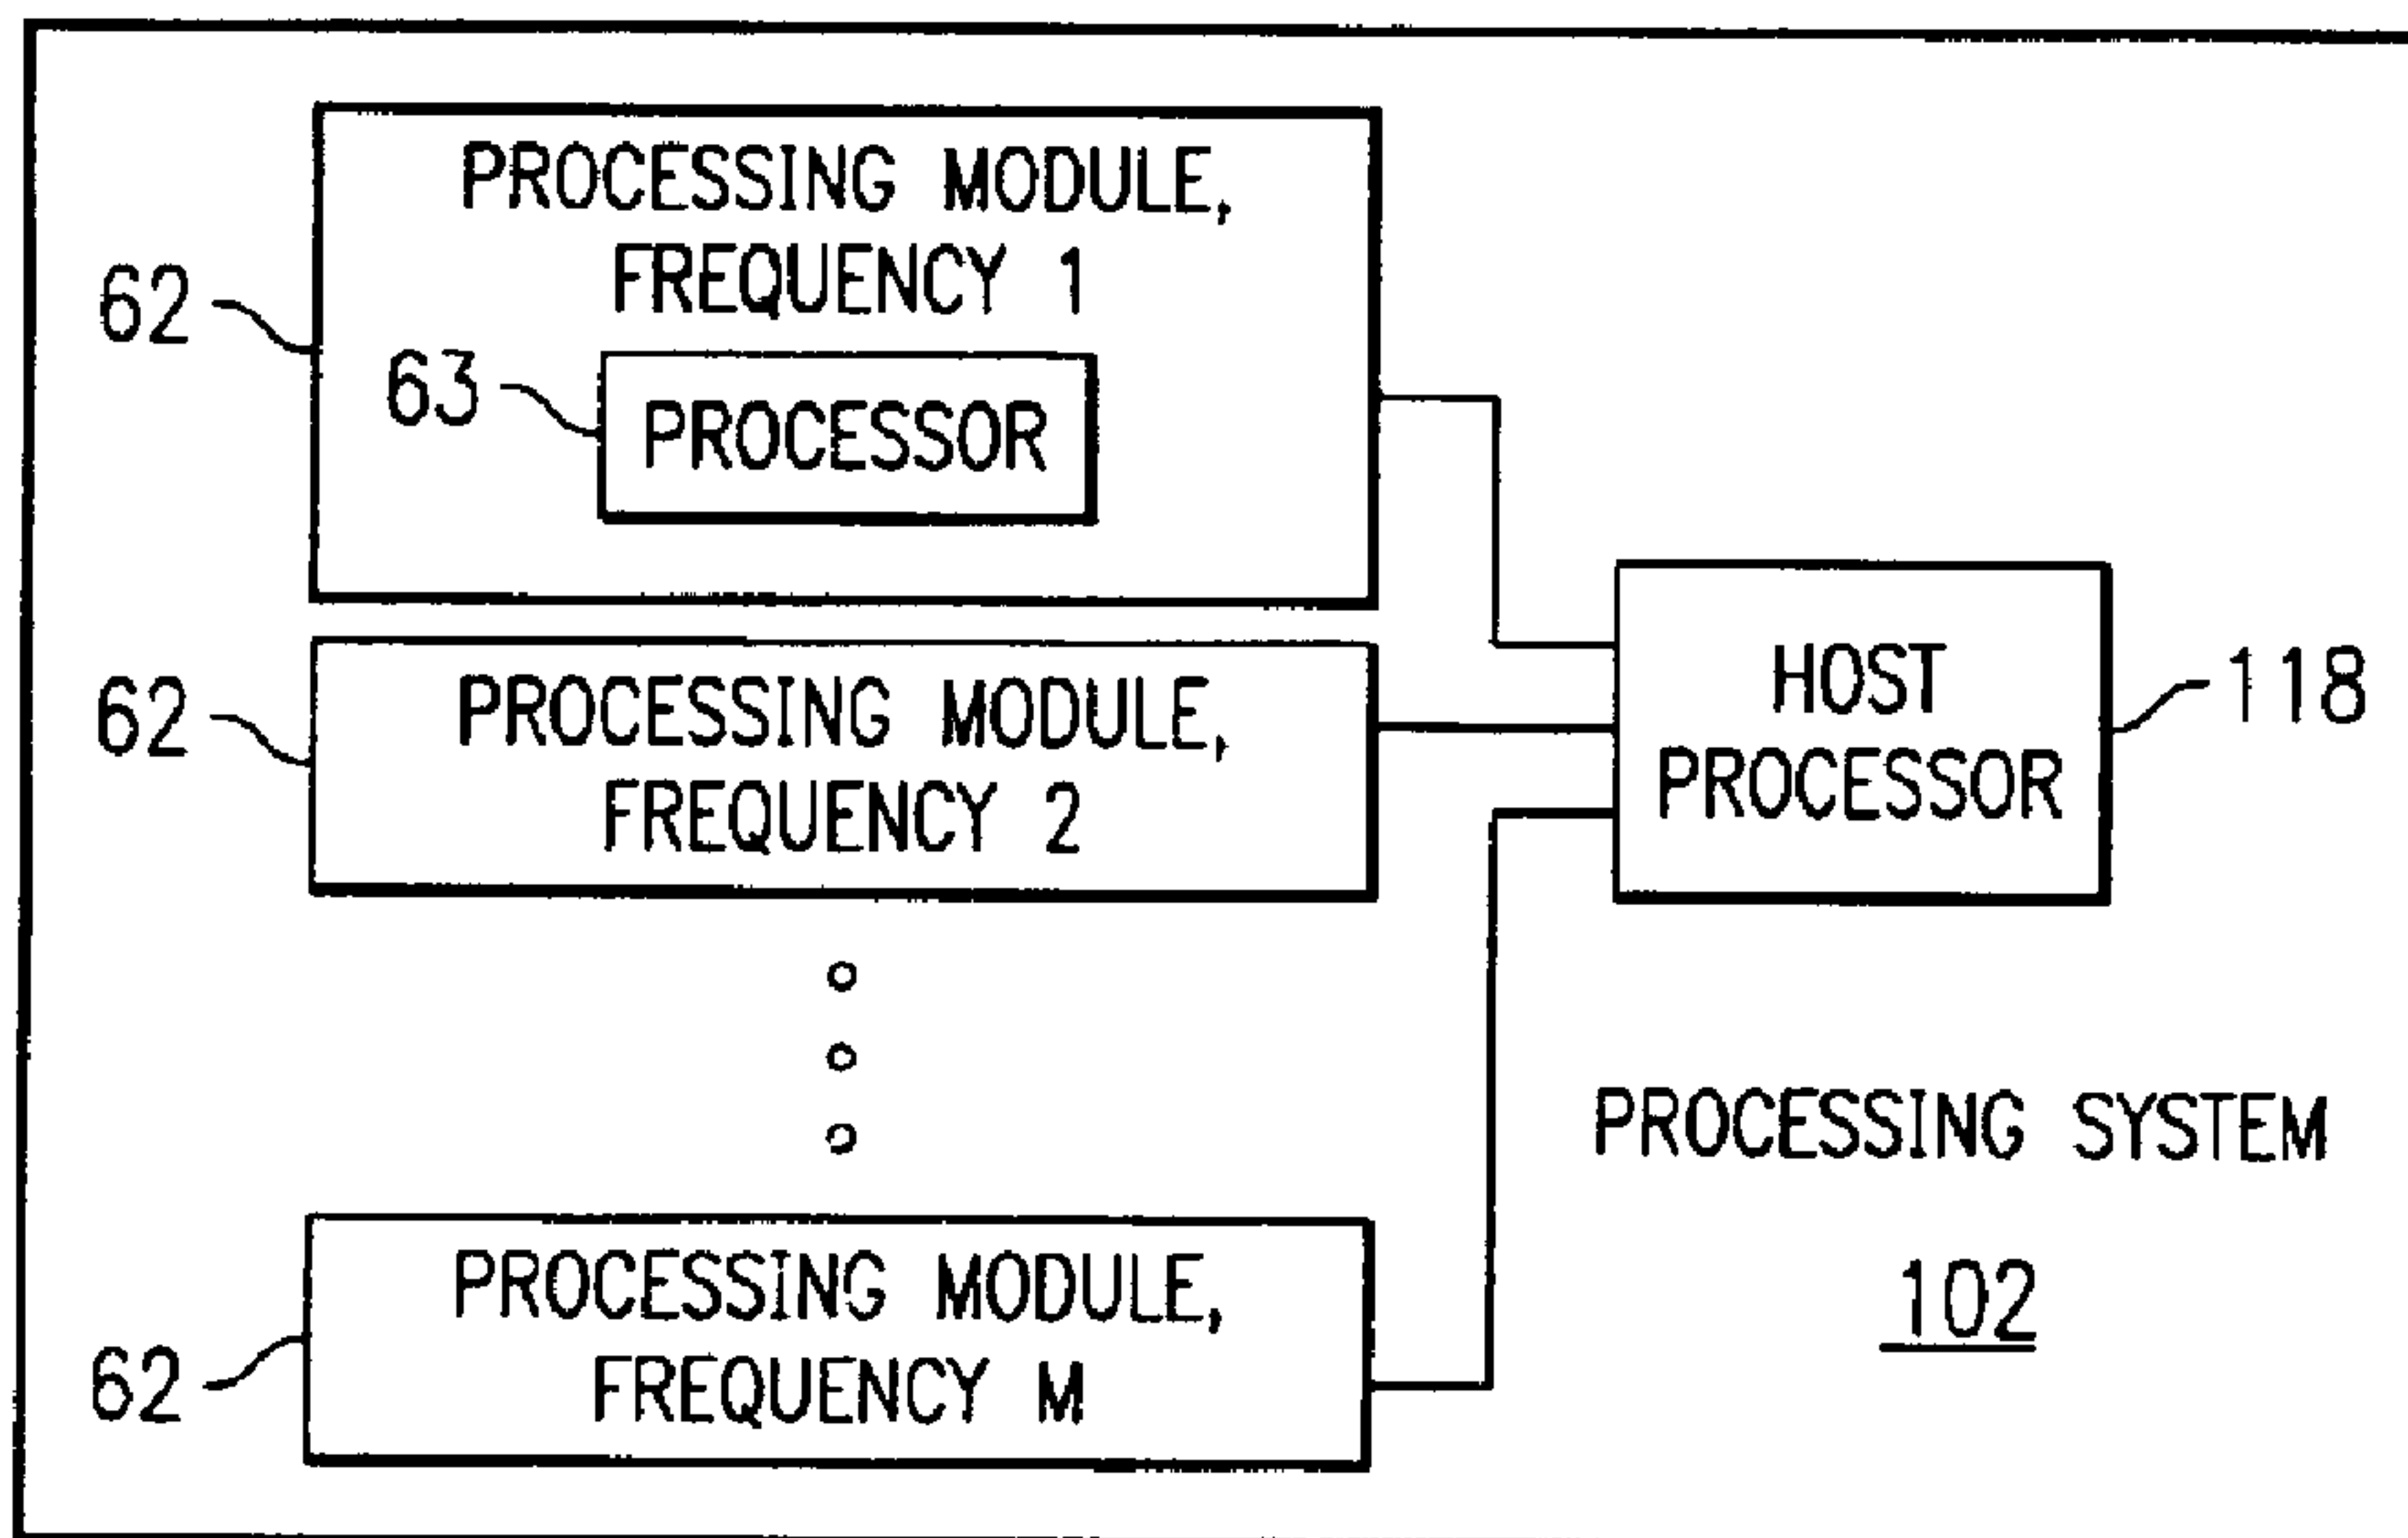 PROCESSING MODULE,
FREQUENCY 1
62
63
PROCESSOR
62
PROCESSING MODULE,
FREQUENCY 2
HOST
PROCESSOR
118
PROCESSING SYSTEM
102
PROCESSING MODULE,
FREQUENCY M
62